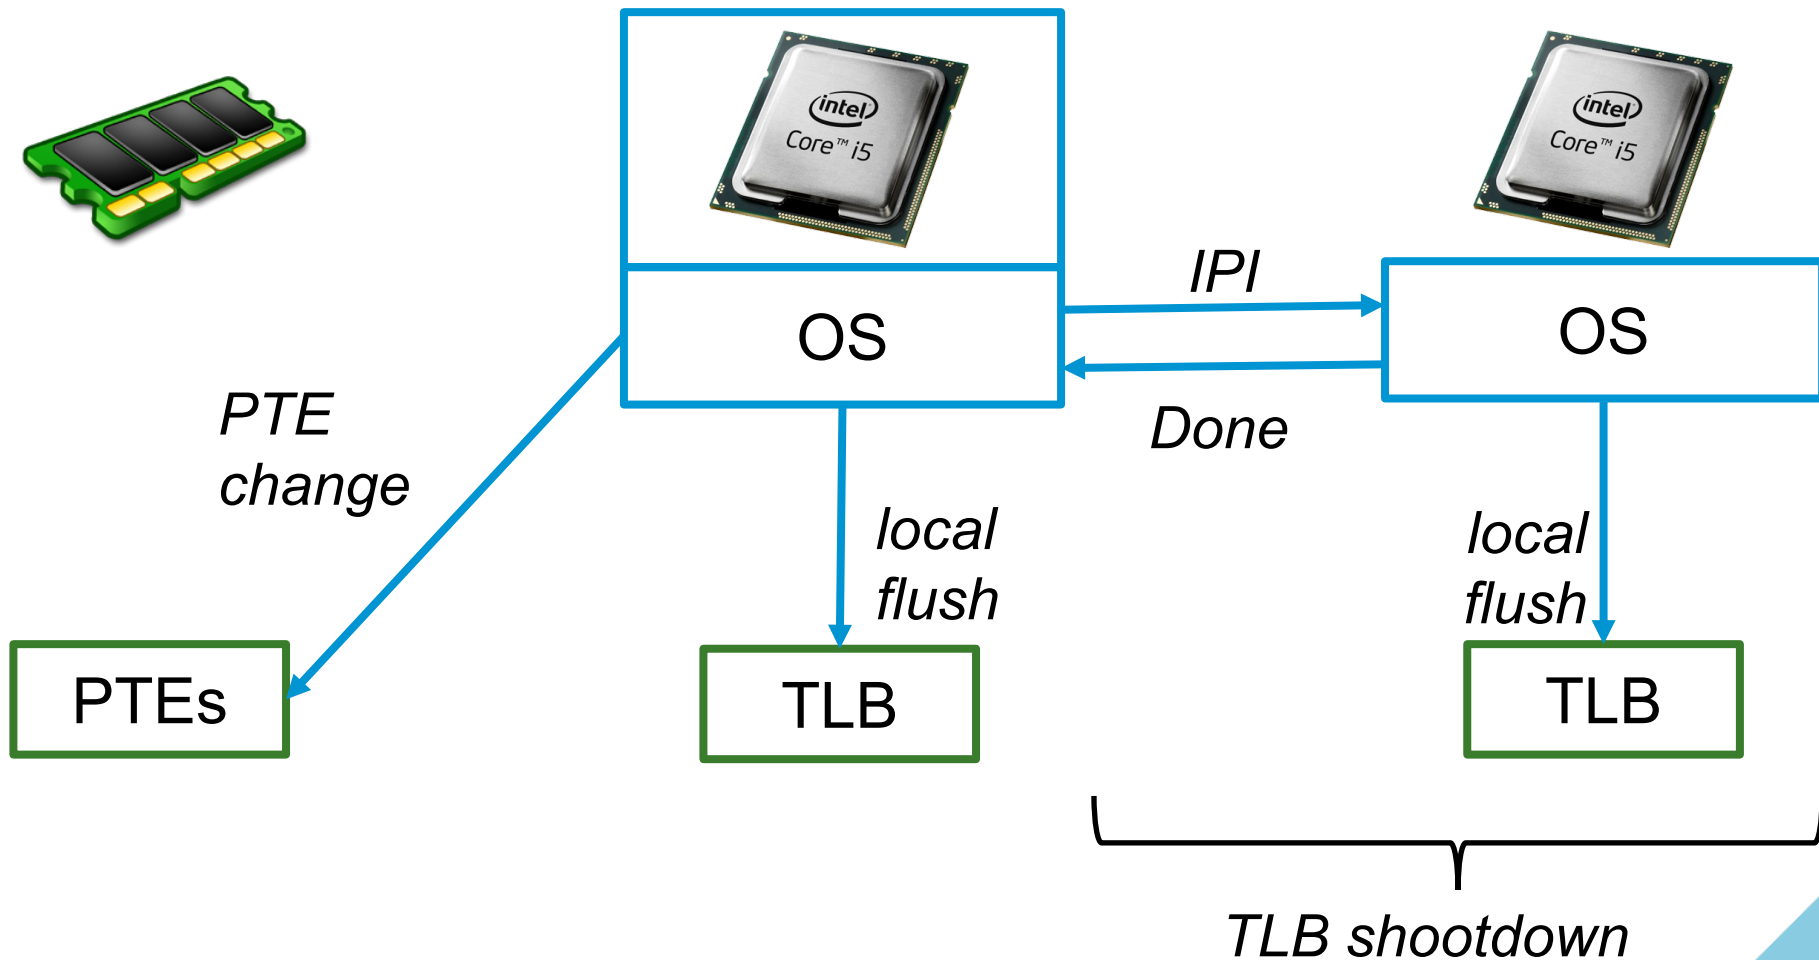 intel
Core™ i5
intel
Core™ i5
IPI
OS
OS
PTE
change
Done
local
flush
local
flush
PTEs
TLB
TLB
TLB shootdown